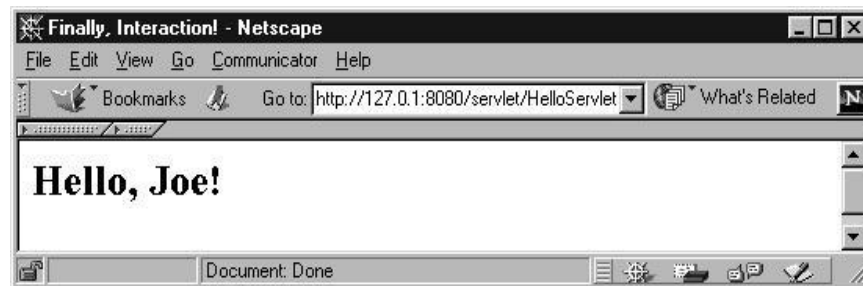 Finally, Interaction! - Netscape
File Edit View Go Communicator Help
Bookmarks Go to: http://127.0.1:8080/servlet/HelloServlet What's Related N
Hello, Joe!
Document: Done